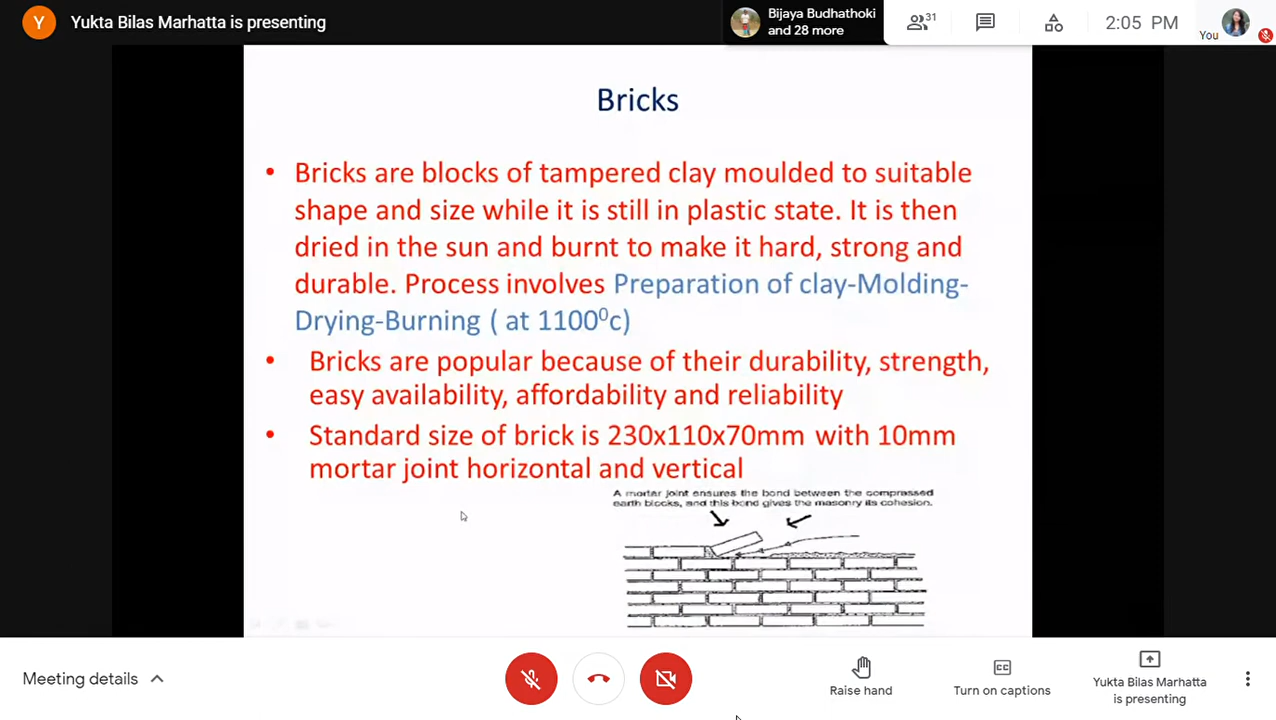 Y Yukta Bilas Marhatta is presenting
Bijaya Budhathoki
and 28 more
31
2:05 PM
You
Bricks
• Bricks are blocks of tampered clay moulded to suitable
shape and size while it is still in plastic state. It is then
dried in the sun and burnt to make it hard, strong and
durable. Process involves Preparation of clay-Molding-
Drying-Burning ( at 1100⁰c)
• Bricks are popular because of their durability, strength,
easy availability, affordability and reliability
• Standard size of brick is 230x110x70mm with 10mm
mortar joint horizontal and vertical
A mortar joint ensures the bond between the compressed
earth blocks, and this bond gives the masonry its cohesion.
Meeting details
Raise hand
CC
Turn on captions
Yukta Bilas Marhatta
is presenting